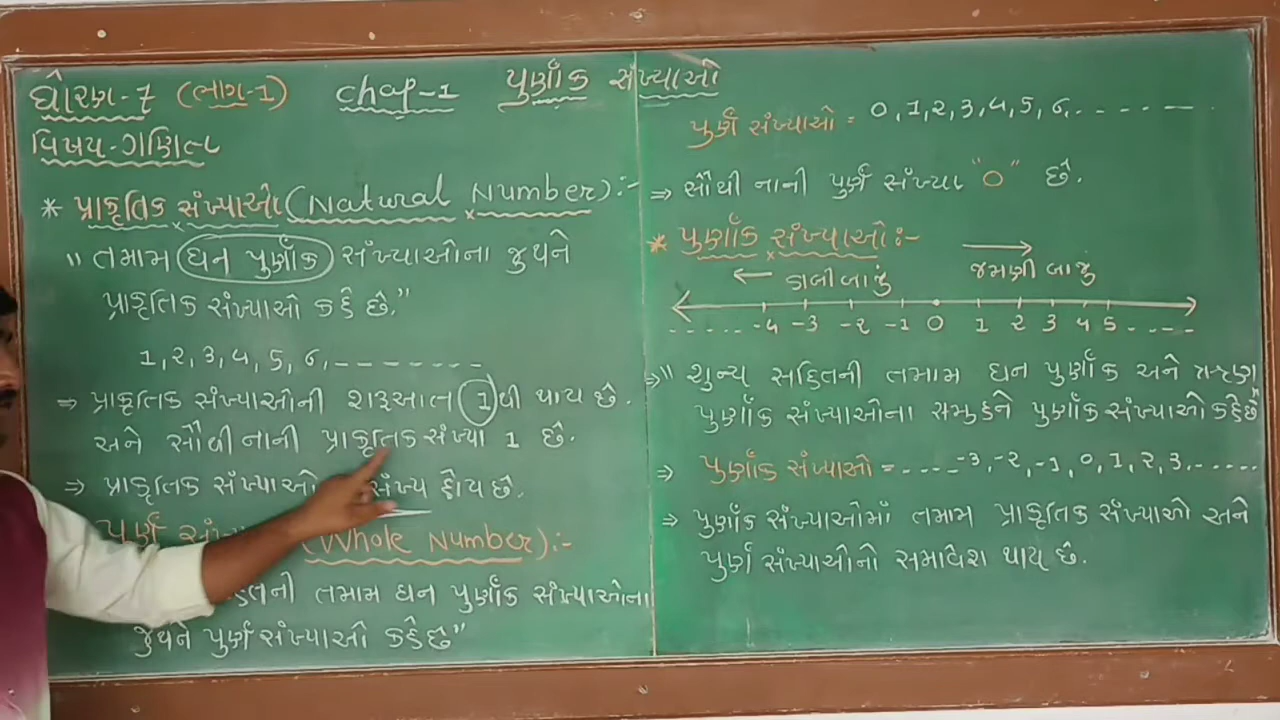 ધોરણ-7 (ભાગ-1) chap-1 પુર્ણાંક સંખ્યાઓ
વિષય-ગણિત
* પ્રાકૃતિક સંખ્યાઓ (Natural Number):-
"તમામ ધન પુર્ણાંક સંખ્યાઓના જુથને
પ્રાકૃતિક સંખ્યાઓ કહે છે."
1, 2, 3, 4, 5, 6, -------
⇒ પ્રાકૃતિક સંખ્યાઓની શરૂઆત 1 થી થાય છે.
અને સૌથી નાની પ્રાકૃતિક સંખ્યા 1 છે.
⇒ પ્રાકૃતિક સંખ્યાઓ હોય છે.
પુર્ણ (Whole Number):-
તમામ ધન પુર્ણાંક સંખ્યાઓના
જુથને પુર્ણ સંખ્યાઓ કહે છે"
પુર્ણ સંખ્યાઓ = 0, 1, 2, 3, 4, 5, 6, ------
⇒ સૌથી નાની પુર્ણ સંખ્યા "0" છે.
* પુર્ણાંક સંખ્યાઓ:-
← ડાબી બાજુ જમણી બાજુ →
----- -4 -3 -2 -1 0 1 2 3 4 5 ----
⇒ "શુન્ય સહિતની તમામ ધન પુર્ણાંક અને ઋણ
પુર્ણાંક સંખ્યાઓના સમુહને પુર્ણાંક સંખ્યાઓ કહે છે"
⇒ પુર્ણાંક સંખ્યાઓ = -----3, -2, -1, 0, 1, 2, 3, -----
⇒ પુર્ણાંક સંખ્યાઓમાં તમામ પ્રાકૃતિક સંખ્યાઓ અને
પુર્ણ સંખ્યાઓનો સમાવેશ થાય છે.